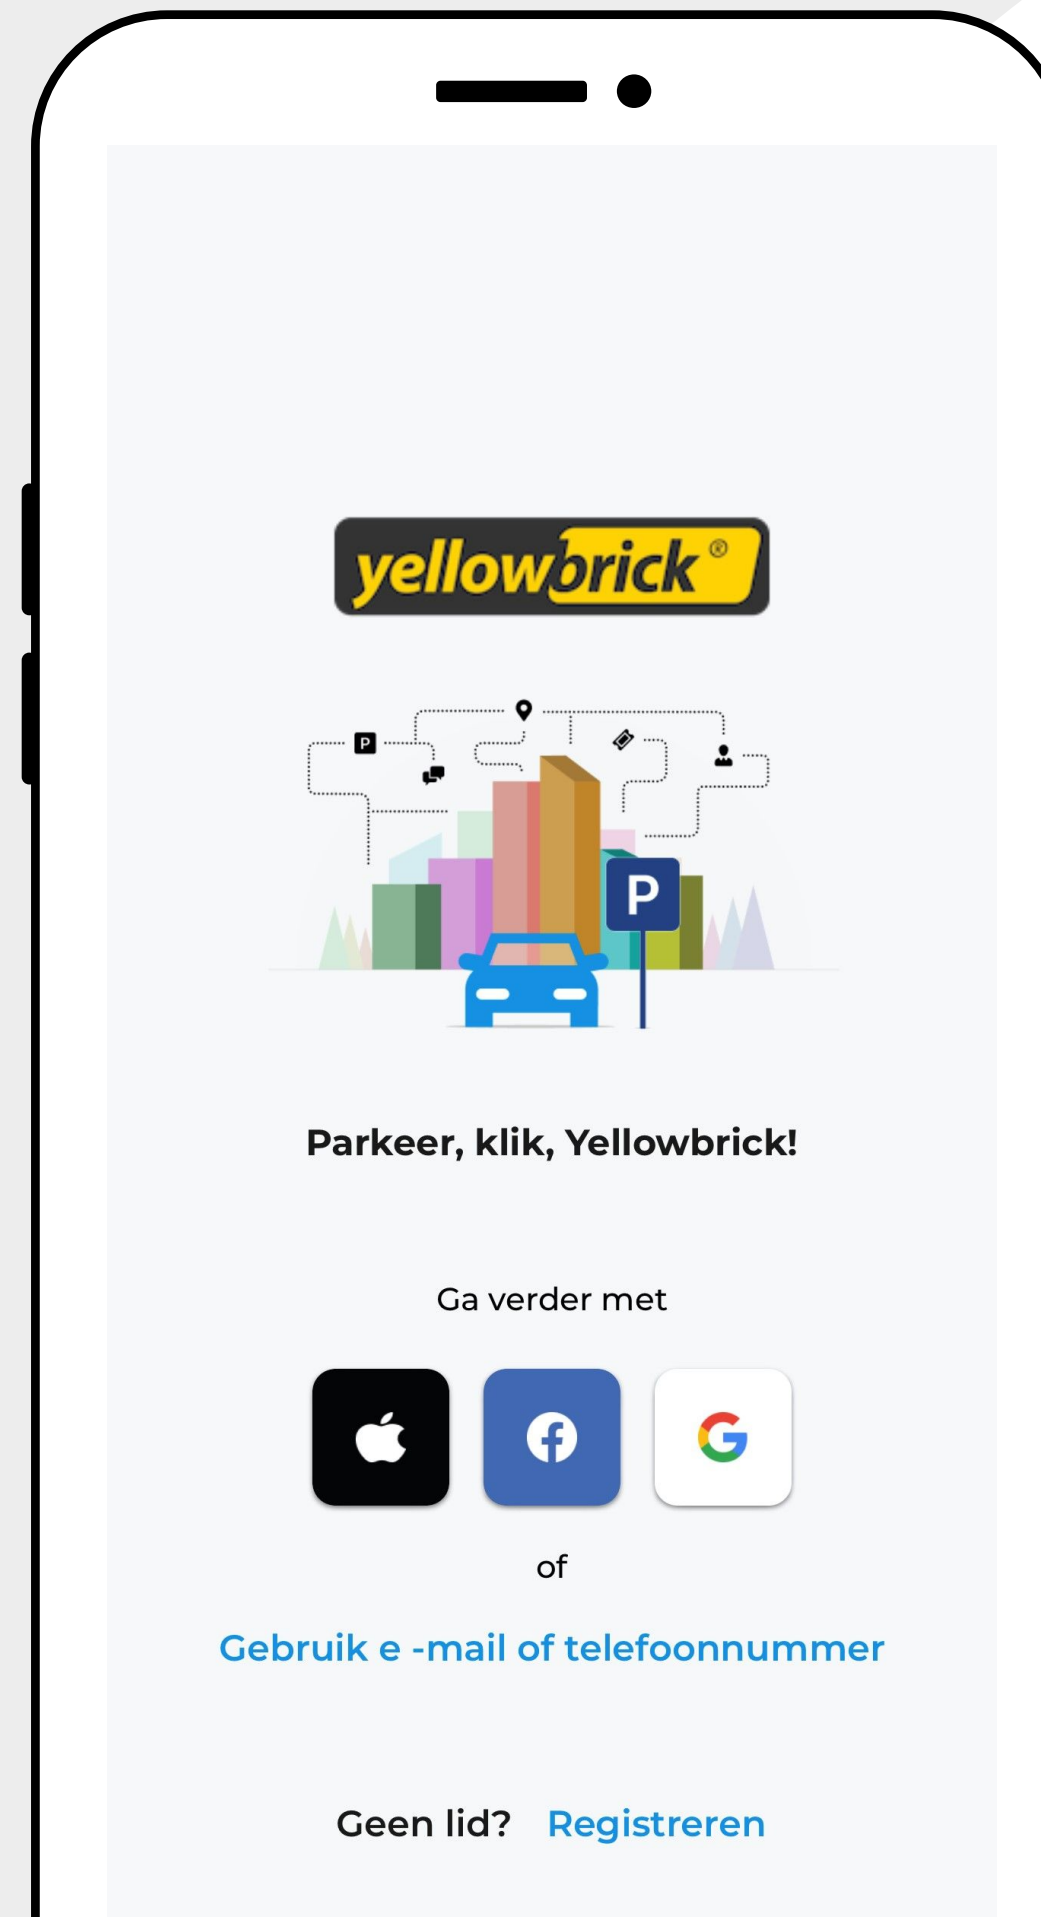 yellowbrick®
P
P
Parkeer, klik, Yellowbrick!
Ga verder met
of
Gebruik e -mail of telefoonnummer
Geen lid? Registreren